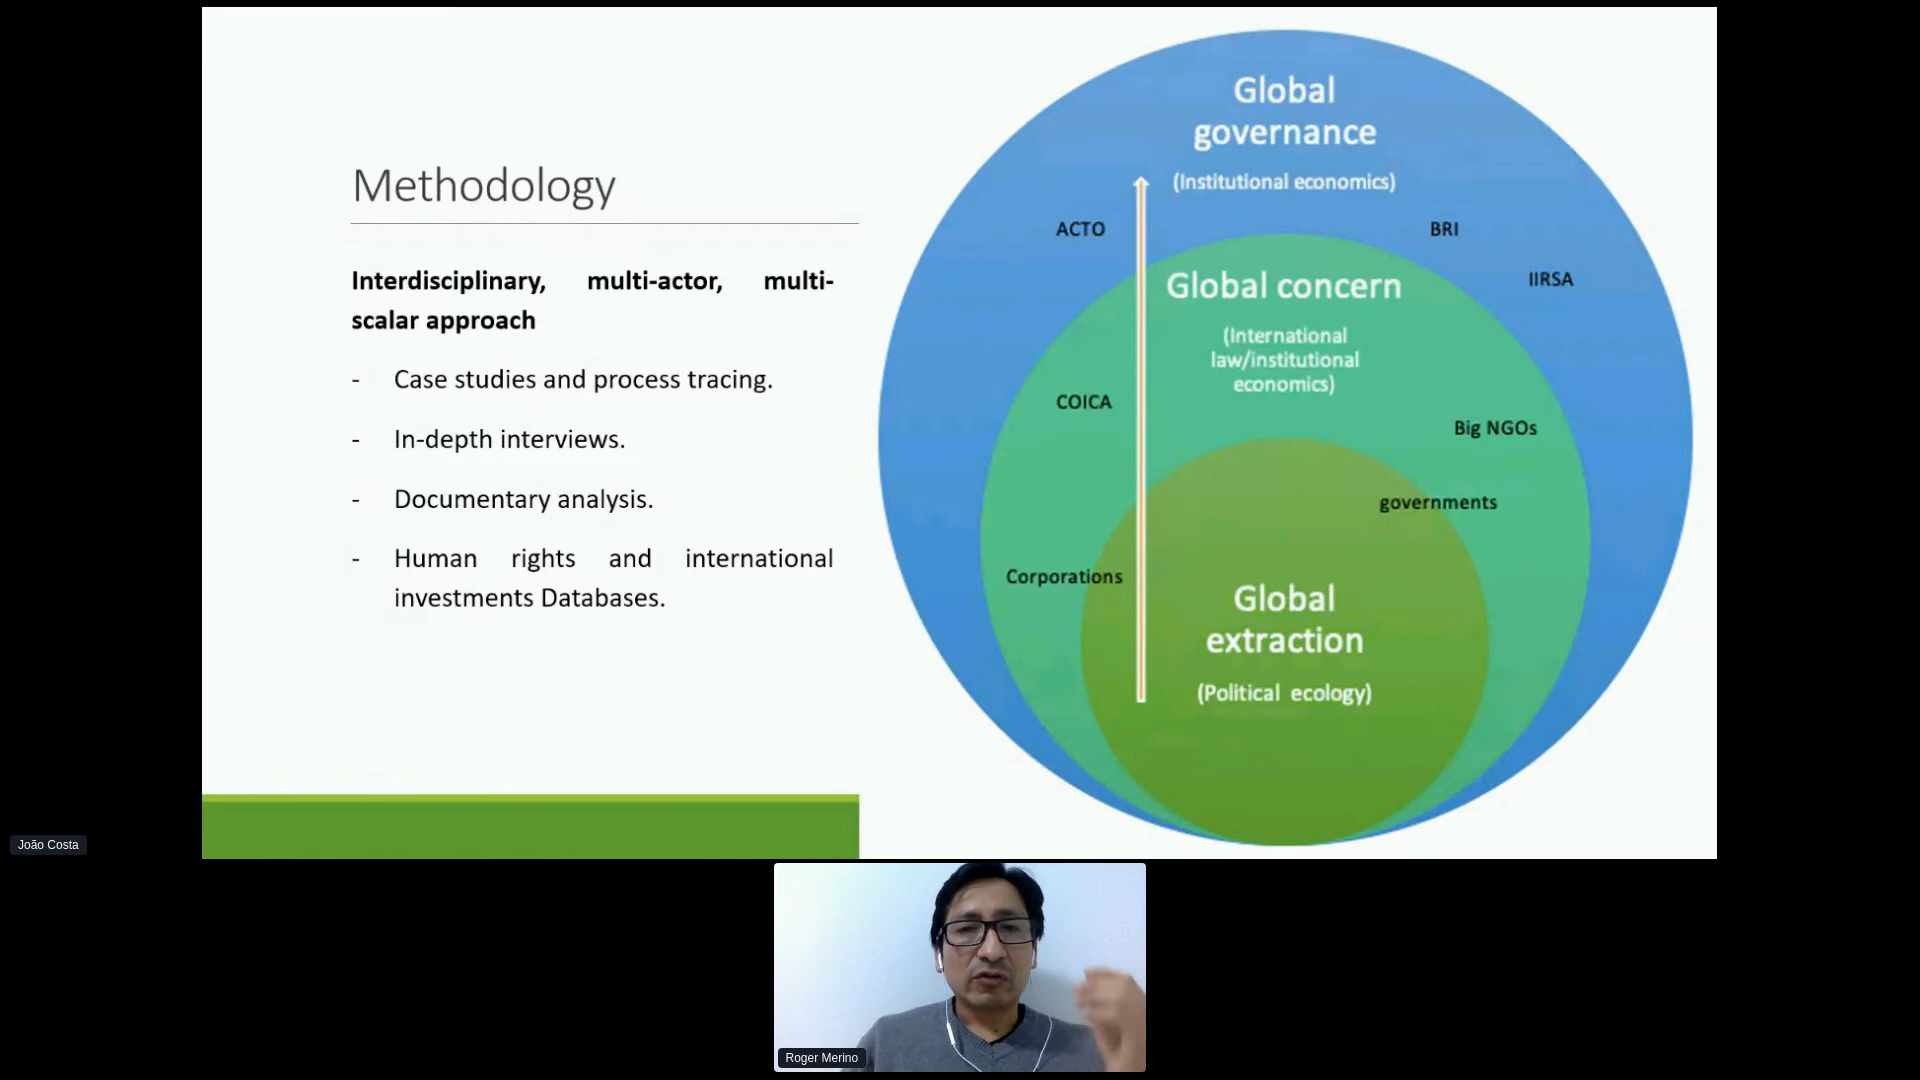 Methodology
Interdisciplinary, multi-actor, multi-
scalar approach
- Case studies and process tracing.
- In-depth interviews.
- Documentary analysis.
- Human rights and international
investments Databases.
Global
governance
(Institutional economics)
ACTO
BRI
IIRSA
Global concern
(International
law/institutional
economics)
COICA
Big NGOs
governments
Corporations
Global
extraction
(Political ecology)
João Costa
Roger Merino